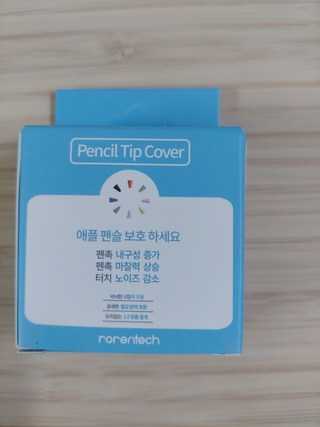 Pencil Tip Cover
애플 펜슬 보호 하세요
펜촉 내구성 증가
펜촉 마찰력 상승
터치 노이즈 감소
rorentech